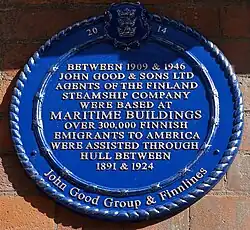 20 14
BETWEEN 1909 & 1946
JOHN GOOD & SONS LTD
AGENTS OF THE FINLAND
STEAMSHIP COMPANY
WERE BASED AT
MARITIME BUILDINGS
OVER 300,000 FINNISH
EMIGRANTS TO AMERICA
WERE ASSISTED THROUGH
HULL BETWEEN
1891 & 1924
John Good Group & Finnlines